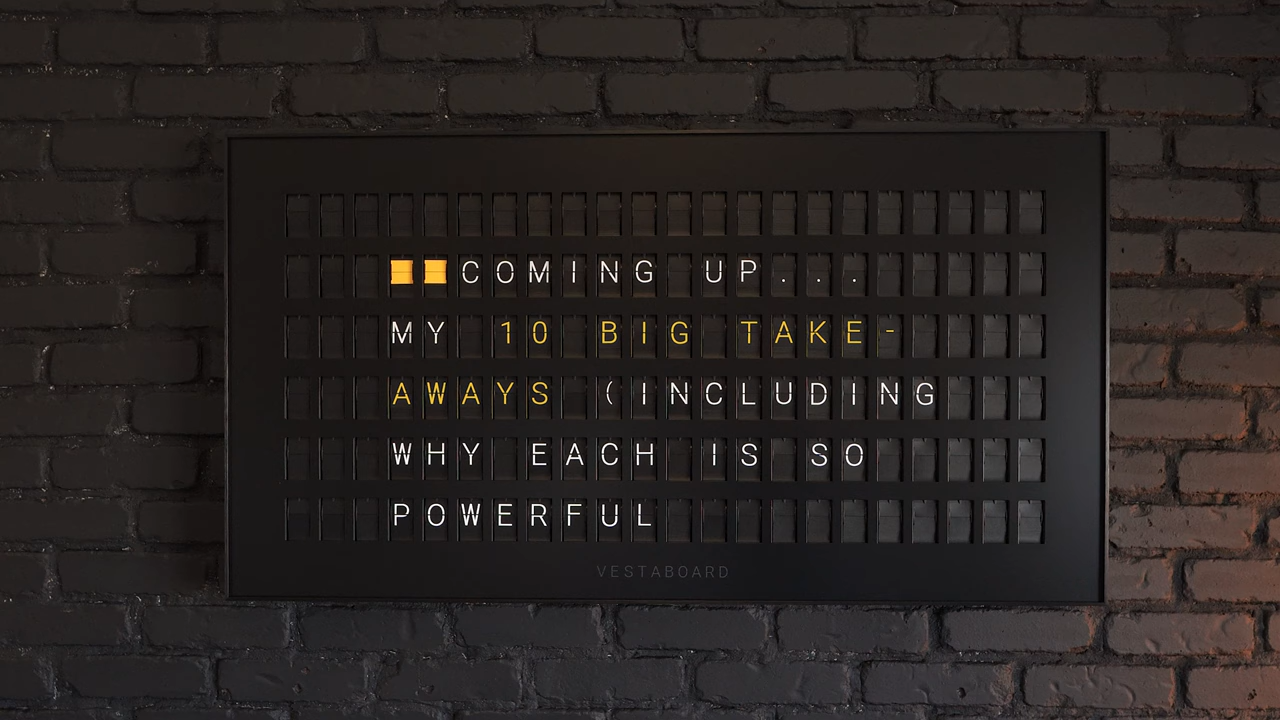 COMING UP...
MY 10 BIG TAKE-
AWAYS (INCLUDING
WHY EACH IS SO
POWERFUL
VESTABOARD